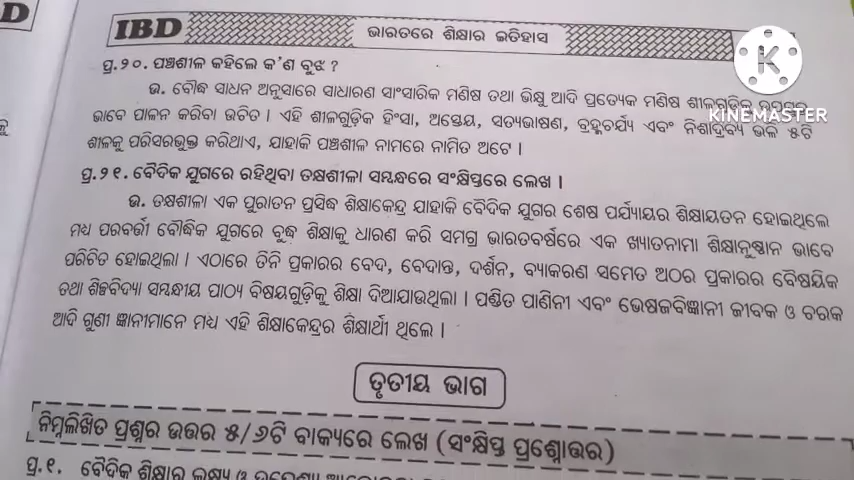 D
IBD
ଭାରତରେ ଶିକ୍ଷାର ଇତିହାସ
KINEMASTER
ପ୍ର.୨୦. ପଞ୍ଚଶୀଳ କହିଲେ କ'ଣ ବୁଝ ?
ଉ. ବୌଦ୍ଧ ସାଧନ ଅନୁସାରେ ସାଧାରଣ ସାଂସାରିକ ମଣିଷ ତଥା ଭିକ୍ଷୁ ଆଦି ପ୍ରତ୍ୟେକ ମଣିଷ ଶୀଳଗୁଡ଼ିକ
ଭାବେ ପାଳନ କରିବା ଉଚିତ । ଏହି ଶୀଳଗୁଡ଼ିକ ହିଂସା, ଅସ୍ତେୟ, ସତ୍ୟଭାଷଣ, ବ୍ରହ୍ମଚର୍ଯ୍ୟ ଏବଂ ନିଶାଦ୍ରବ୍ୟ ଭଳି ୫ଟି
ଶୀଳକୁ ପରିସରଭୁକ୍ତ କରିଥାଏ, ଯାହାକି ପଞ୍ଚଶୀଳ ନାମରେ ନାମିତ ଅଟେ ।
ପ୍ର.୨୧. ବୈଦିକ ଯୁଗରେ ରହିଥିବା ତକ୍ଷଶୀଳା ସମ୍ବନ୍ଧରେ ସଂକ୍ଷିପ୍ତରେ ଲେଖ ।
ଉ. ତକ୍ଷଶୀଳା ଏକ ପୁରାତନ ପ୍ରସିଦ୍ଧ ଶିକ୍ଷାକେନ୍ଦ୍ର ଯାହାକି ବୈଦିକ ଯୁଗର ଶେଷ ପର୍ଯ୍ୟାୟର ଶିକ୍ଷାୟତନ ହୋଇଥିଲେ
ମଧ୍ୟ ପରବର୍ତ୍ତୀ ବୌଦ୍ଧିକ ଯୁଗରେ ବୁଦ୍ଧ ଶିକ୍ଷାକୁ ଧାରଣ କରି ସମଗ୍ର ଭାରତବର୍ଷରେ ଏକ ଖ୍ୟାତନାମା ଶିକ୍ଷାନୁଷ୍ଠାନ ଭାବେ
ପରିଚିତ ହୋଇଥିଲା । ଏଠାରେ ତିନି ପ୍ରକାରର ବେଦ, ବେଦାନ୍ତ, ଦର୍ଶନ, ବ୍ୟାକରଣ ସମେତ ଅଠର ପ୍ରକାରର ବୈଷୟିକ
ତଥା ଶିଳ୍ପବିଦ୍ୟା ସମ୍ବନ୍ଧୀୟ ପାଠ୍ୟ ବିଷୟଗୁଡ଼ିକୁ ଶିକ୍ଷା ଦିଆଯାଉଥିଲା । ପଣ୍ଡିତ ପାଣିନୀ ଏବଂ ଭେଷଜବିଜ୍ଞାନୀ ଜୀବକ ଓ ଚରକ
ଆଦି ଗୁଣୀ ଜ୍ଞାନୀମାନେ ମଧ୍ୟ ଏହି ଶିକ୍ଷାକେନ୍ଦ୍ରର ଶିକ୍ଷାର୍ଥୀ ଥିଲେ ।
ତୃତୀୟ ଭାଗ
ନିମ୍ନଲିଖିତ ପ୍ରଶ୍ନର ଉତ୍ତର ୫/୬ଟି ବାକ୍ୟରେ ଲେଖ (ସଂକ୍ଷିପ୍ତ ପ୍ରଶ୍ନୋତ୍ତର)
ପ୍ର.୧. ବୈଦିକ ଶିକ୍ଷାର ଲକ୍ଷ୍ୟ ଓ